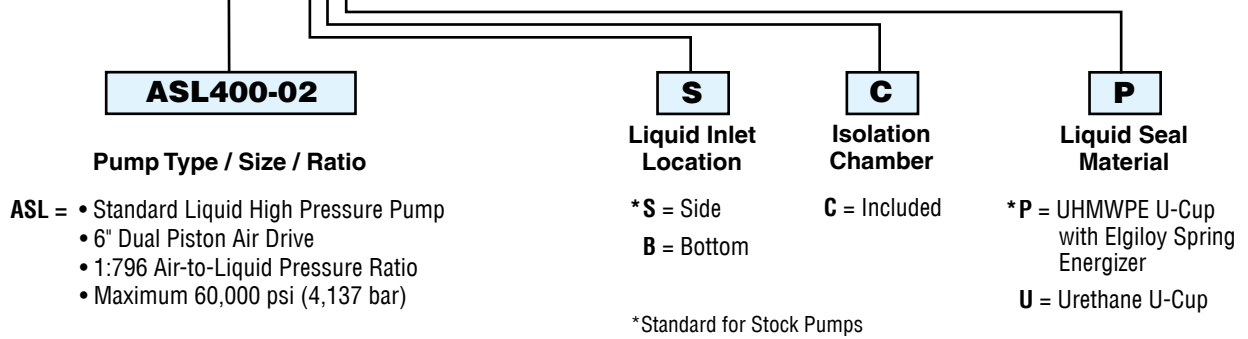 ASL400-02
S
C
P
Pump Type / Size / Ratio
Liquid Inlet
Location
Isolation
Chamber
Liquid Seal
Material
ASL = • Standard Liquid High Pressure Pump
• 6" Dual Piston Air Drive
• 1:796 Air-to-Liquid Pressure Ratio
• Maximum 60,000 psi (4,137 bar)
*S = Side
B = Bottom
C = Included
*P = UHMWPE U-Cup
with Elgiloy Spring
Energizer
U = Urethane U-Cup
*Standard for Stock Pumps